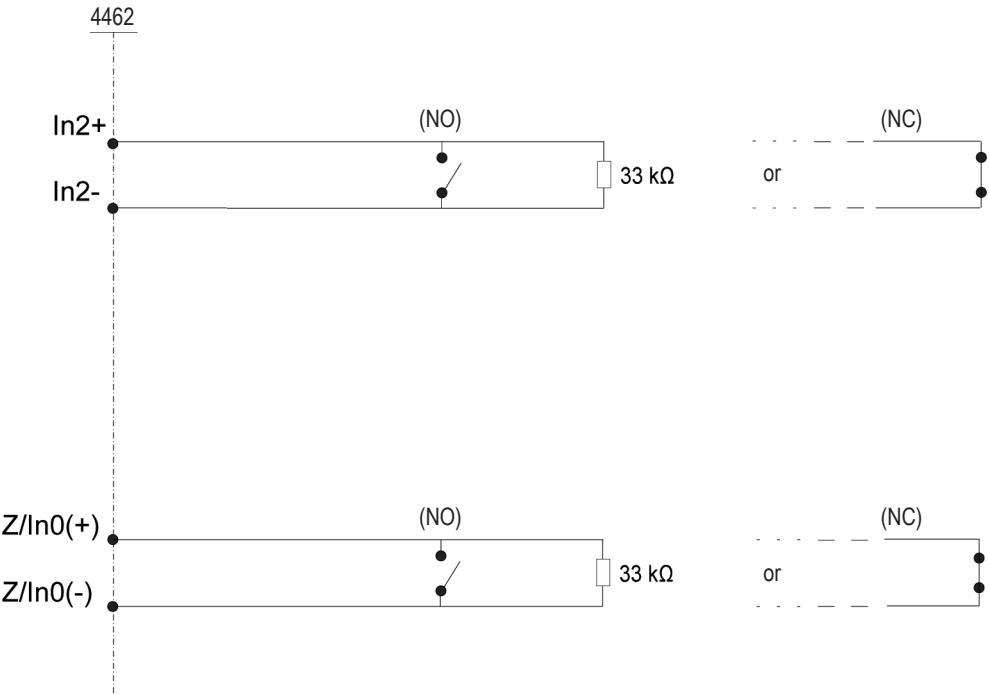 4462
In2+
(NO)
(NC)
In2-
33 kΩ
or
Z/In0(+)
(NO)
(NC)
Z/In0(-)
33 kΩ
or